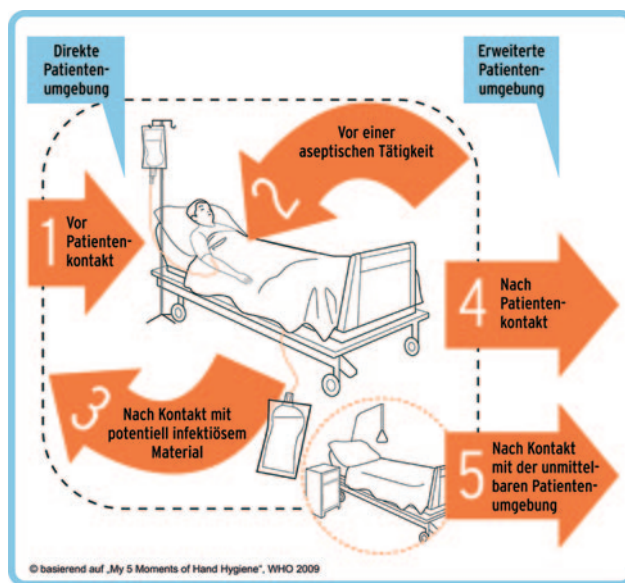 Direkte
Patienten-
umgebung
Erweiterte
Patienten-
umgebung
2
Vor einer
aseptischen Tätigkeit
1
Vor
Patienten-
kontakt
4
Nach
Patienten-
kontakt
3
Nach Kontakt mit
potentiell infektiösem
Material
5
Nach Kontakt
mit der unmittel-
baren Patienten-
umgebung
© basierend auf „My 5 Moments of Hand Hygiene“, WHO 2009